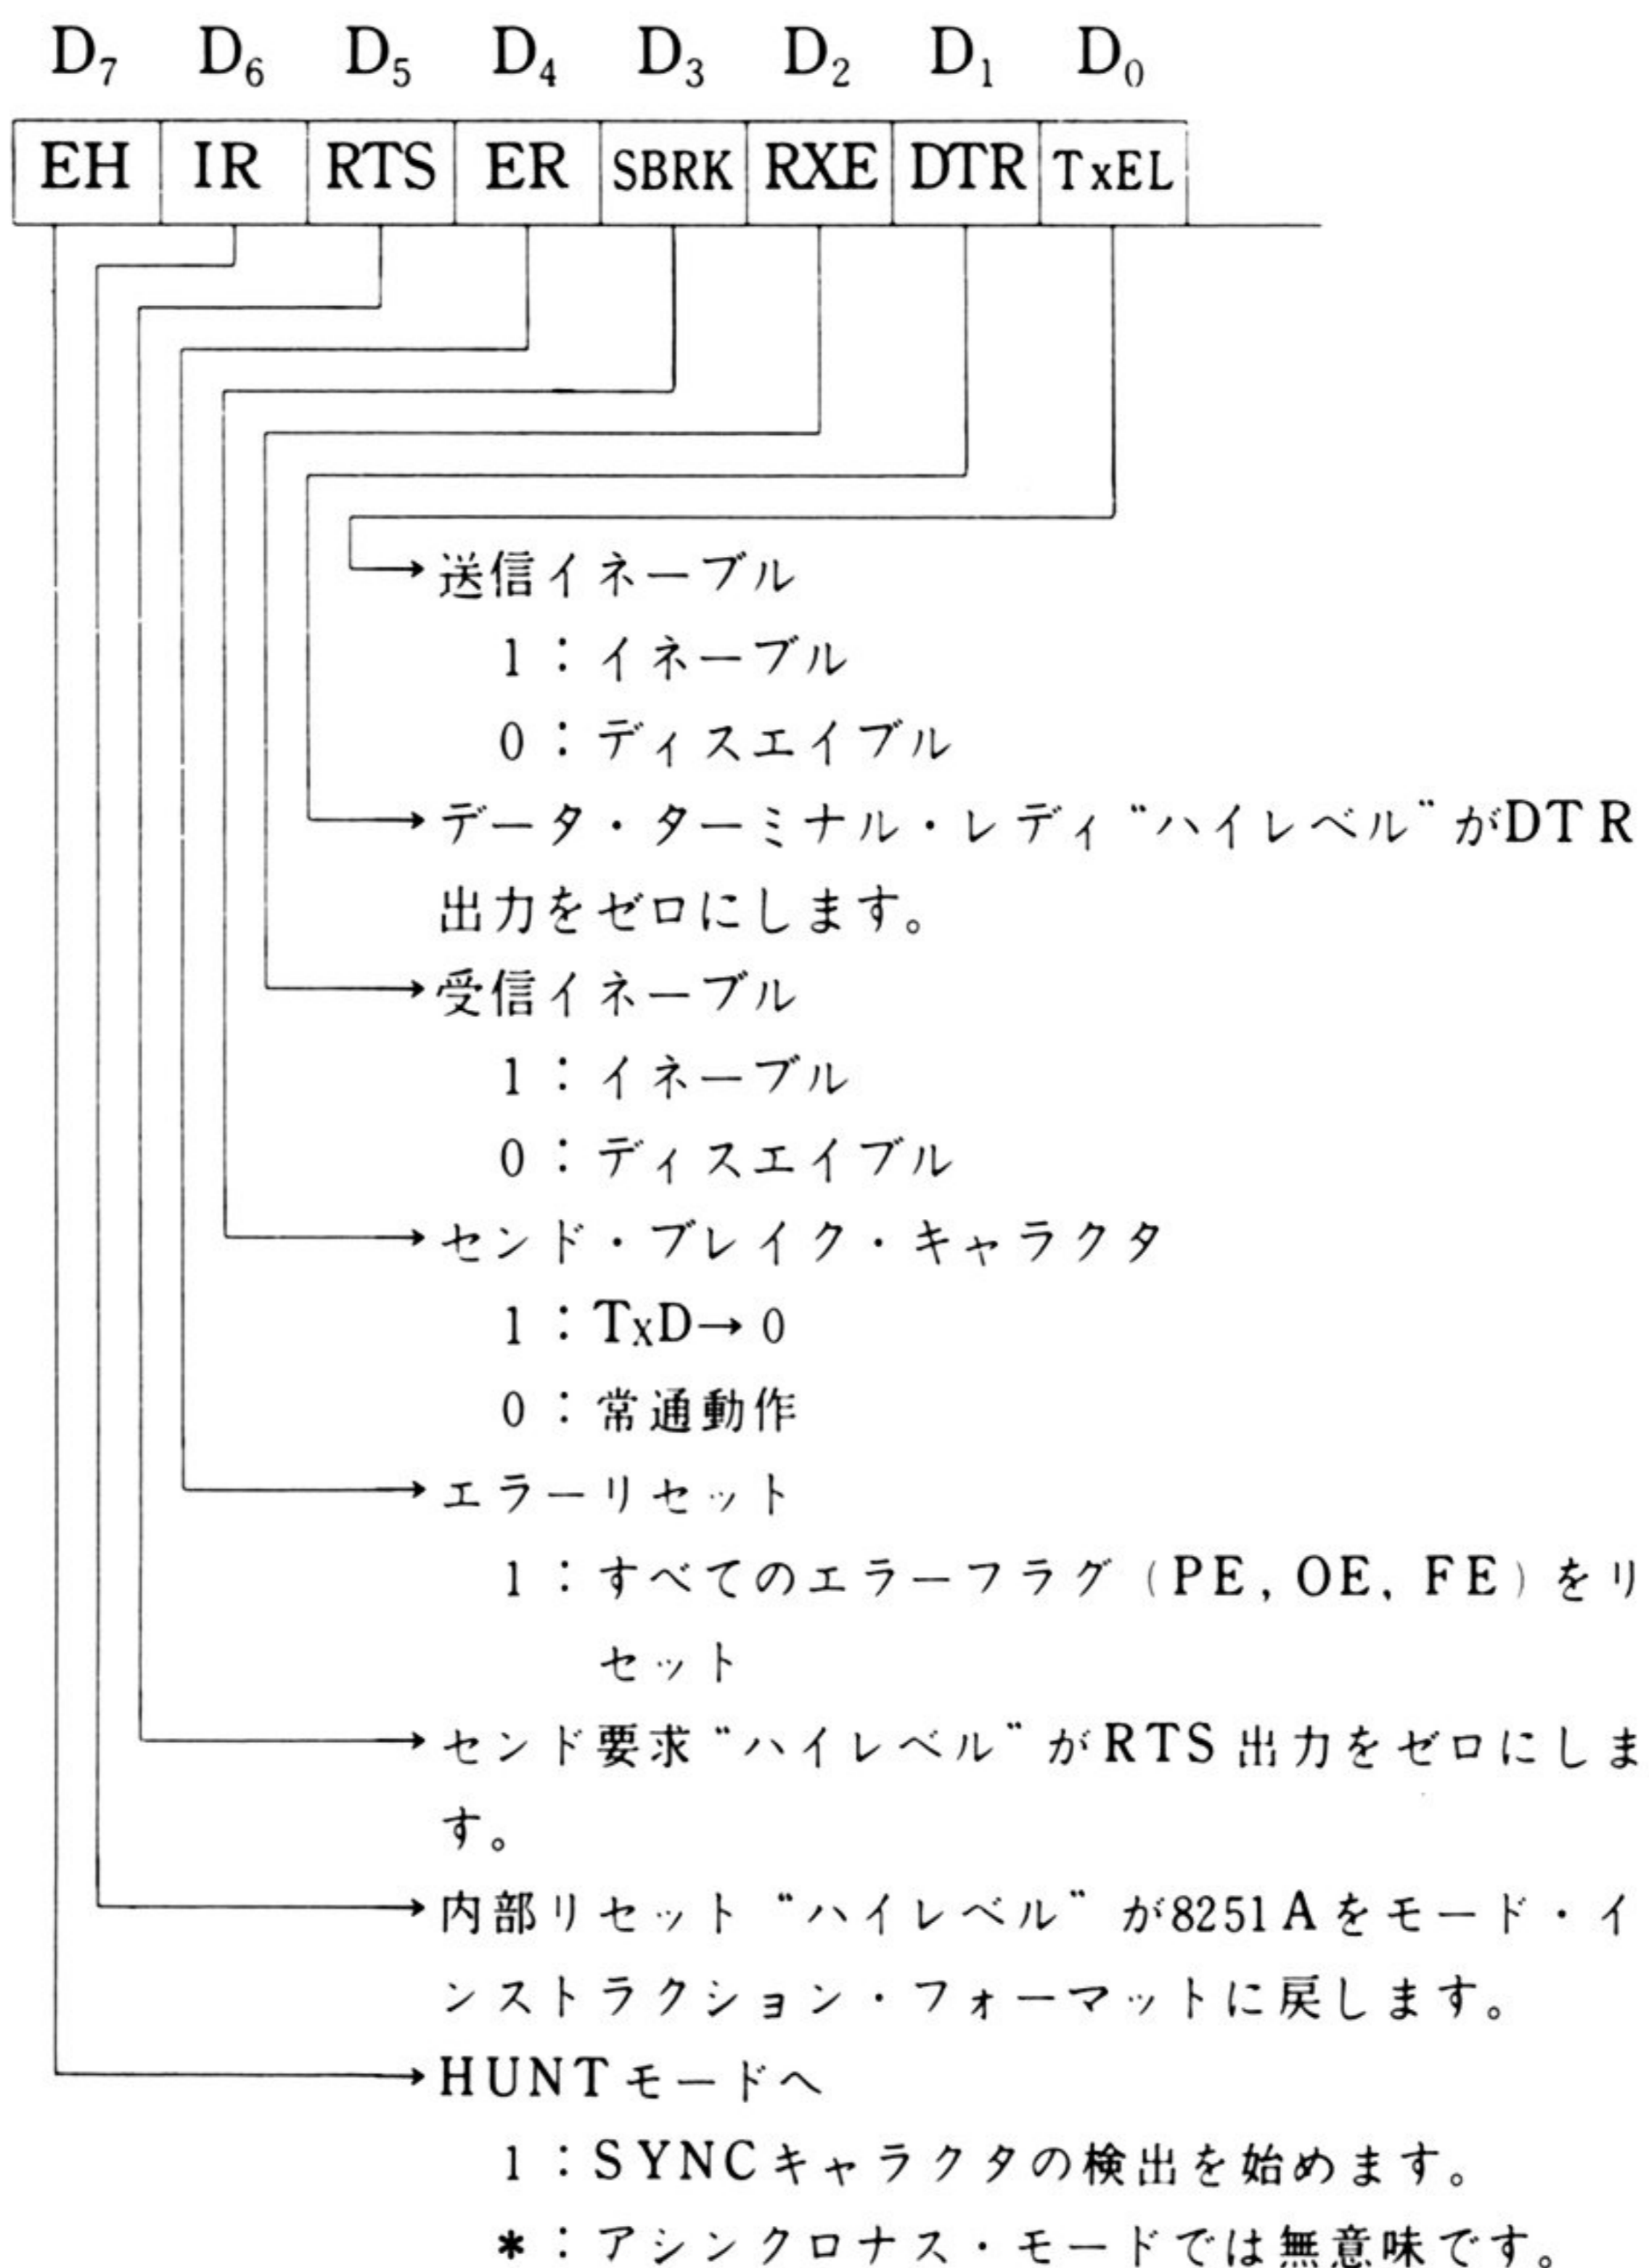 D₇ D₆ D₅ D₄ D₃ D₂ D₁ D₀
EH IR RTS ER SBRK RXE DTR TxEL
送信イネーブル
1：イネーブル
0：ディスエイブル
データ・ターミナル・レディ“ハイレベル”がDTR
出力をゼロにします。
受信イネーブル
1：イネーブル
0：ディスエイブル
センド・ブレイク・キャラクタ
1：TxD→0
0：常通動作
エラーリセット
1：すべてのエラーフラグ（PE, OE, FE）をリ
セット
センド要求“ハイレベル”がRTS出力をゼロにしま
す。
内部リセット“ハイレベル”が8251Aをモード・イ
ンストラクション・フォーマットに戻します。
HUNTモードへ
1：SYNCキャラクタの検出を始めます。
*：アシンクロナス・モードでは無意味です。